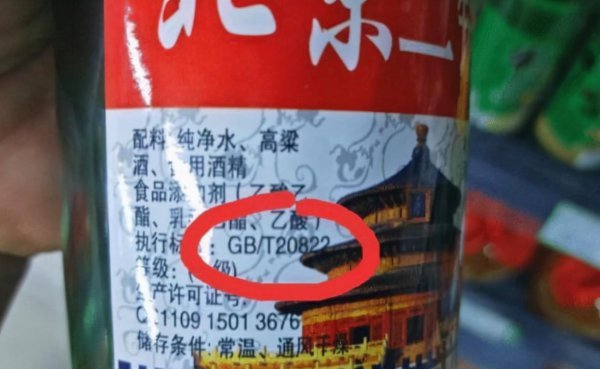 北京二
配料：纯净水、高粱
酒、食用酒精
食品添加剂（乙酸乙
酯、乳酸乙酯、乙酸）
执行标准：GB/T20822
等级：（ 级）
生产许可证号：
QS1109 1501 3676
储存条件：常温、通风干燥